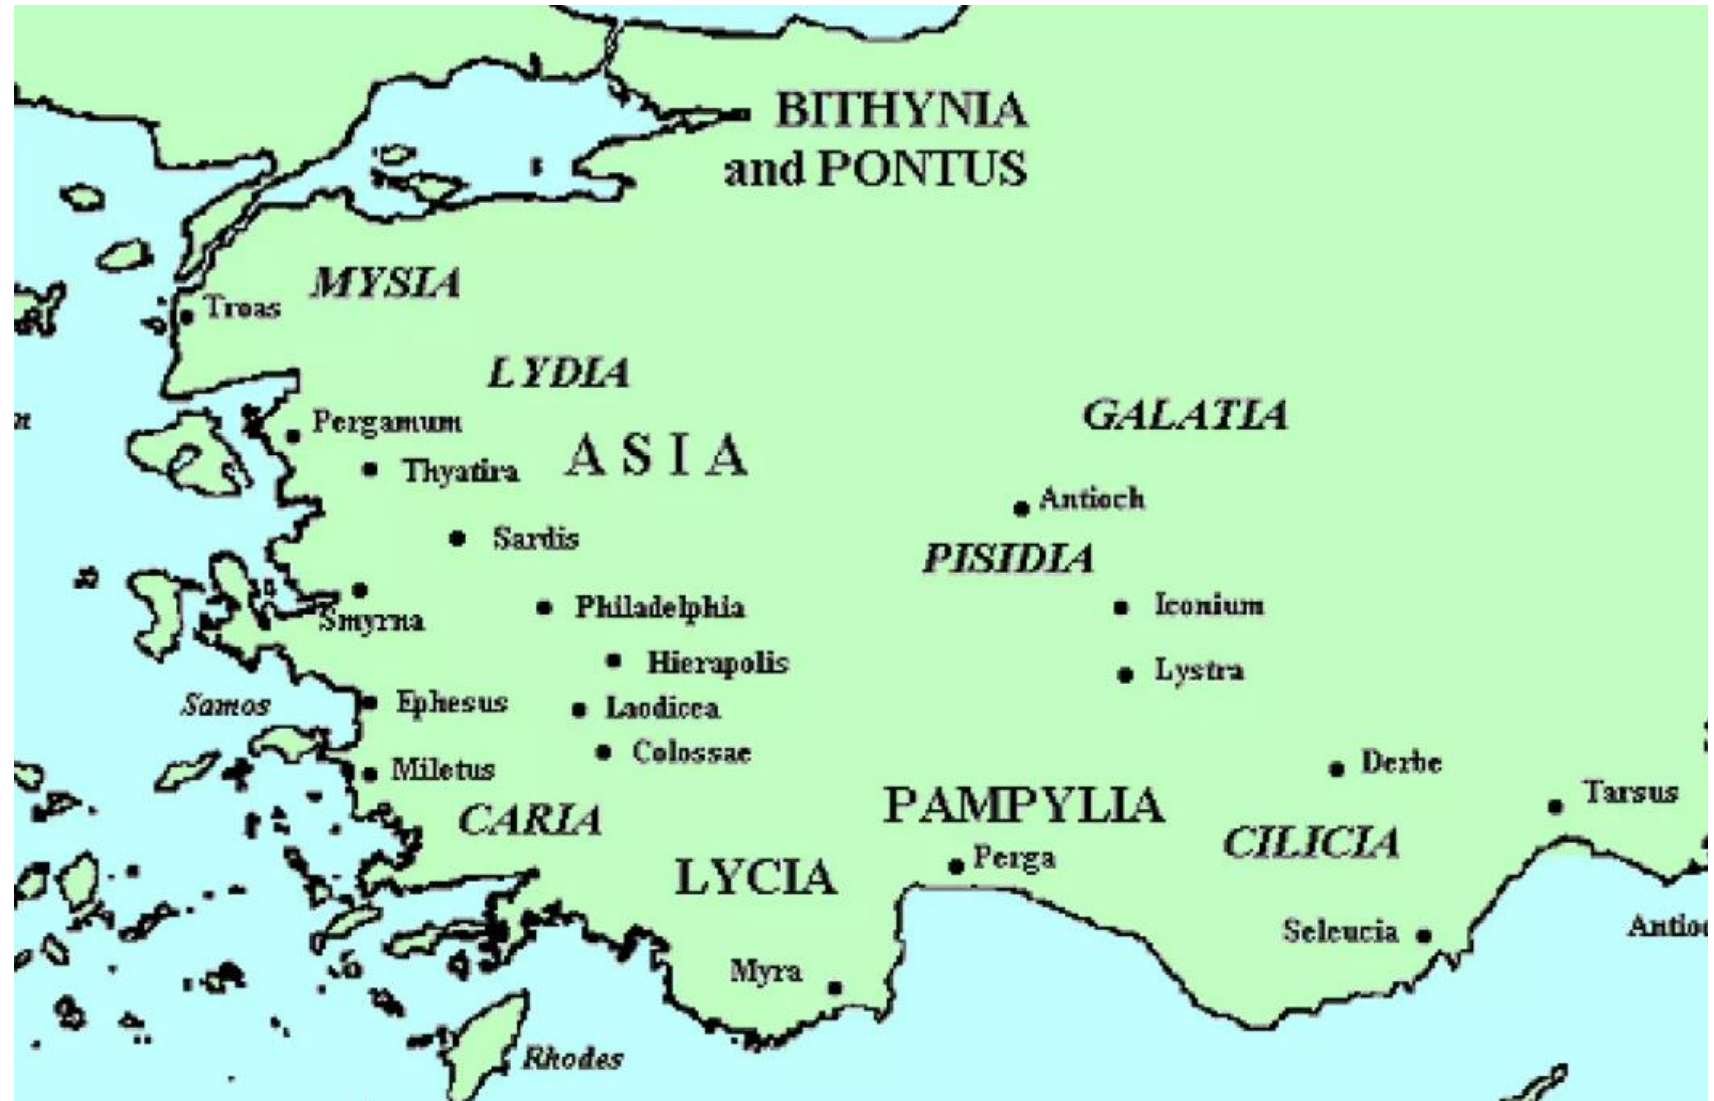 BITHYNIA
and PONTUS
MYSIA
Troas
LYDIA
GALATIA
Pergamum
ASIA
Thyatira
Antioch
Sardis
PISIDIA
Smyrna
Philadelphia
Iconium
Hierapolis
Lystra
Samos
Ephesus
Laodicea
Colossae
Miletus
Derbe
Tarsus
CARIA
PAMPYLIA
CILICIA
Perga
LYCIA
Seleucia
Antio
Myra
Rhodes